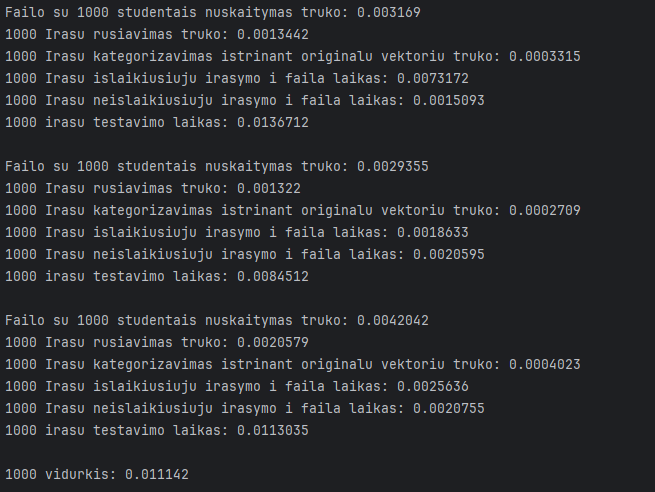 Failo su 1000 studentais nuskaitymas truko: 0.003169
1000 Irasu rusiavimas truko: 0.0013442
1000 Irasu kategorizavimas istrinant originalu vektoriu truko: 0.0003315
1000 Irasu islaikiusiuju irasymo i faila laikas: 0.0073172
1000 Irasu neislaikiusiuju irasymo i faila laikas: 0.0015093
1000 irasu testavimo laikas: 0.0136712
Failo su 1000 studentais nuskaitymas truko: 0.0029355
1000 Irasu rusiavimas truko: 0.001322
1000 Irasu kategorizavimas istrinant originalu vektoriu truko: 0.0002709
1000 Irasu islaikiusiuju irasymo i faila laikas: 0.0018633
1000 Irasu neislaikiusiuju irasymo i faila laikas: 0.0020595
1000 irasu testavimo laikas: 0.0084512
Failo su 1000 studentais nuskaitymas truko: 0.0042042
1000 Irasu rusiavimas truko: 0.0020579
1000 Irasu kategorizavimas istrinant originalu vektoriu truko: 0.0004023
1000 Irasu islaikiusiuju irasymo i faila laikas: 0.0025636
1000 Irasu neislaikiusiuju irasymo i faila laikas: 0.0020755
1000 irasu testavimo laikas: 0.0113035
1000 vidurkis: 0.011142